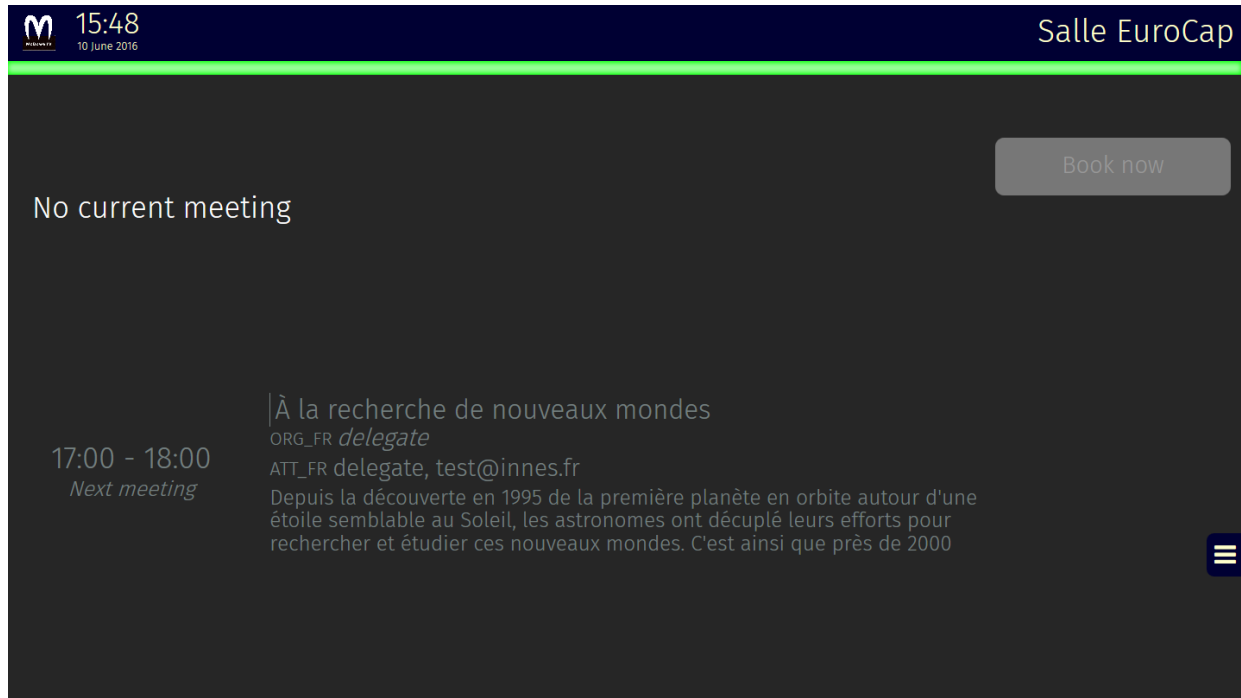 15:48
10 June 2016
Salle EuroCap
Book now
No current meeting
À la recherche de nouveaux mondes
ORG_FR delegate
17:00 - 18:00
Next meeting
ATT_FR delegate, test@innes.fr
Depuis la découverte en 1995 de la première planète en orbite autour d'une
étoile semblable au Soleil, les astronomes ont décuplé leurs efforts pour
rechercher et étudier ces nouveaux mondes. C'est ainsi que près de 2000